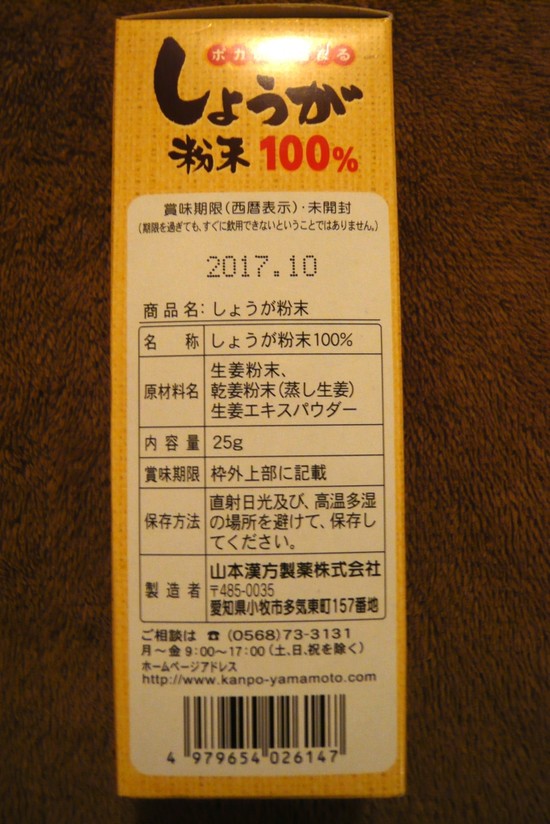 しょうが
粉末100%
賞味期限(西暦表示)・未開封
(期限を過ぎても、すぐに飲用できないということではありません。)
2017.10
商品名:しょうが粉末
名 称 しょうが粉末100%
原材料名 生姜粉末、
乾姜粉末(蒸し生姜)
生姜エキスパウダー
内容量 25g
賞味期限 枠外上部に記載
保存方法 直射日光及び、高温多湿
の場所を避けて、保存し
てください。
製造者 山本漢方製薬株式会社
〒485-0035
愛知県小牧市多気東町157番地
ご相談は ☎ (0568)73-3131
月～金 9:00～17:00(土、日、祝を除く)
ホームページアドレス
http://www.kanpo-yamamoto.com
4 979654 026147